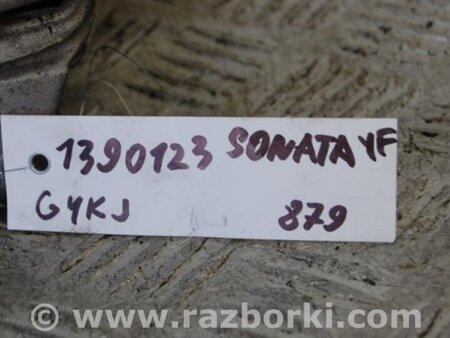 1390123 SONATA YF
G4KJ 879
© www.razborki.com